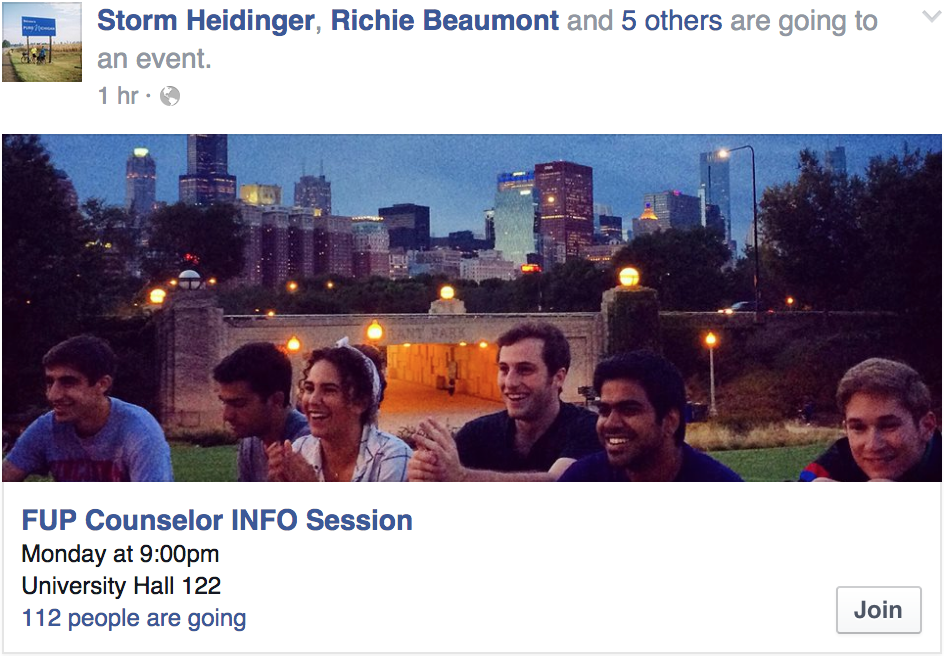 Storm Heidinger, Richie Beaumont and 5 others are going to
an event.
1 hr ·
FUP Counselor INFO Session
Monday at 9:00pm
University Hall 122
112 people are going
Join